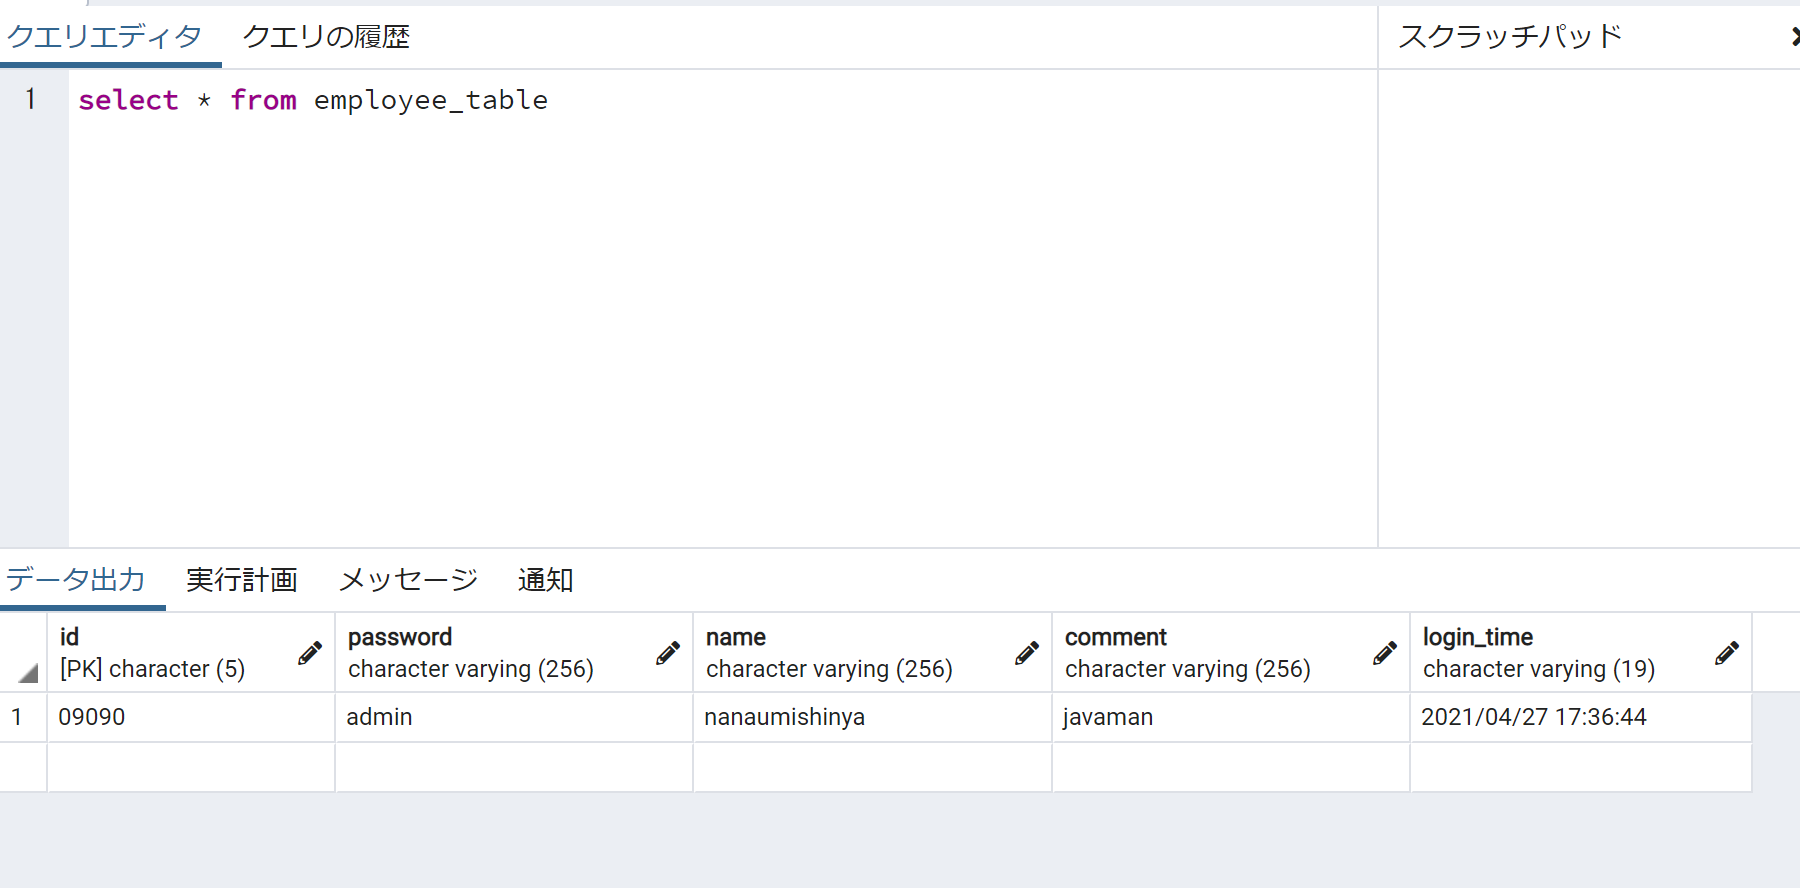 クエリエディタ クエリの履歴 スクラッチパッド
1 select * from employee_table
データ出力 実行計画 メッセージ 通知
id password name comment login_time
[PK] character (5) character varying (256) character varying (256) character varying (256) character varying (19)
1 09090 admin nanaumishinya javaman 2021/04/27 17:36:44